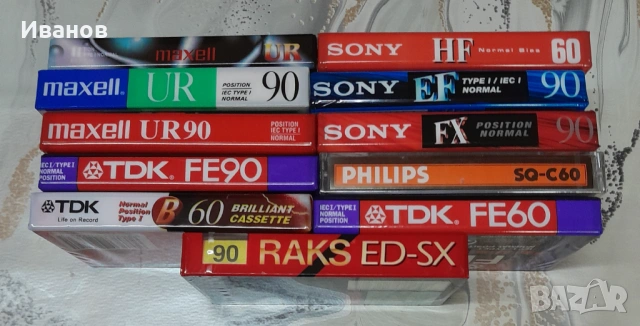 Иванов
maxell UR
SONY HF Normal Bias 60
maxell UR POSITION IEC TYPE I NORMAL 90
SONY EF TYPE I / IEC I NORMAL 90
maxell UR90 POSITION IEC TYPE I NORMAL
SONY FX POSITION NORMAL 90
IEC I/TYPE I NORMAL POSITION TDK FE90
PHILIPS SQ-C60
TDK Life on Record Normal Position Type I B 60 BRILLIANT CASSETTE
IEC I/TYPE I NORMAL POSITION TDK FE60
90 RAKS ED-SX
BAZAR